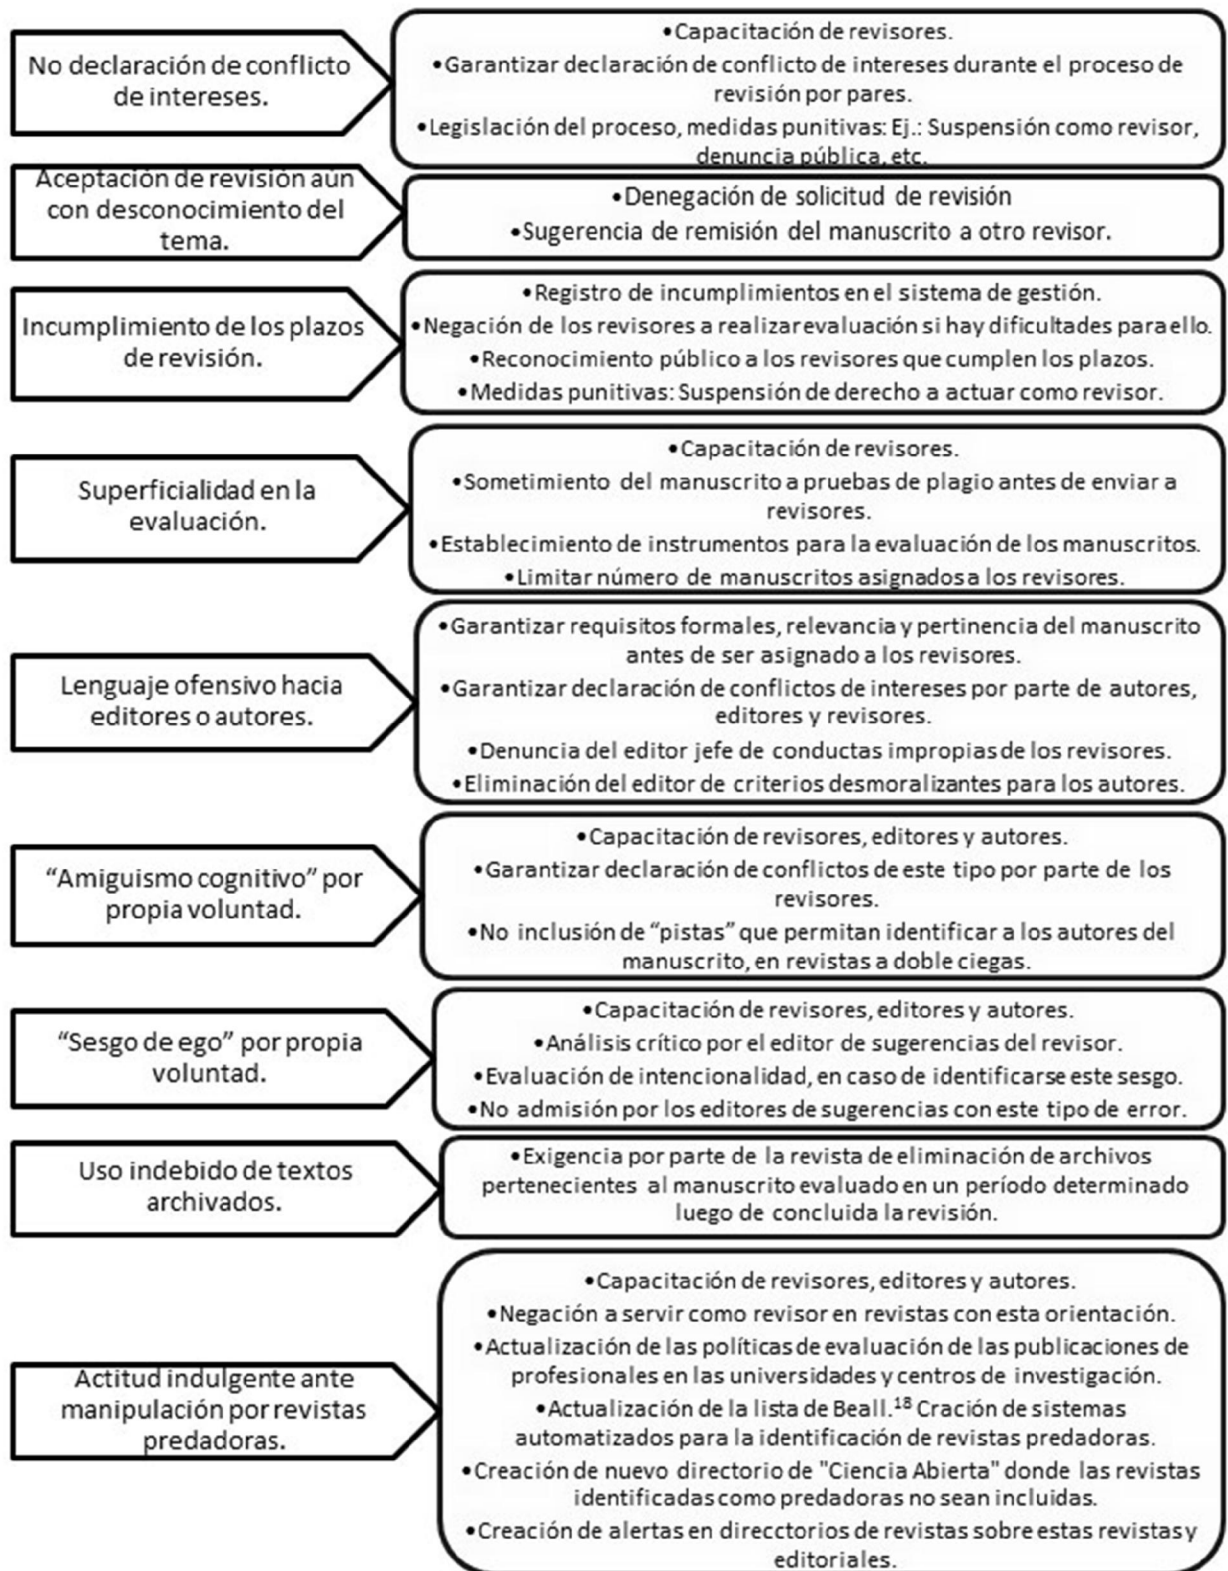 No declaración de conflicto
de intereses.
•Capacitación de revisores.
•Garantizar declaración de conflicto de intereses durante el proceso de
revisión por pares.
•Legislación del proceso, medidas punitivas: Ej.: Suspensión como revisor,
denuncia pública, etc.
Aceptación de revisión aún
con desconocimiento del
tema.
•Denegación de solicitud de revisión
•Sugerencia de remisión del manuscrito a otro revisor.
Incumplimiento de los plazos
de revisión.
•Registro de incumplimientos en el sistema de gestión.
•Negación de los revisores a realizar evaluación si hay dificultades para ello.
•Reconocimiento público a los revisores que cumplen los plazos.
•Medidas punitivas: Suspensión de derecho a actuar como revisor.
Superficialidad en la
evaluación.
•Capacitación de revisores.
•Sometimiento del manuscrito a pruebas de plagio antes de enviar a
revisores.
•Establecimiento de instrumentos para la evaluación de los manuscritos.
•Limitar número de manuscritos asignados a los revisores.
Lenguaje ofensivo hacia
editores o autores.
•Garantizar requisitos formales, relevancia y pertinencia del manuscrito
antes de ser asignado a los revisores.
•Garantizar declaración de conflictos de intereses por parte de autores,
editores y revisores.
•Denuncia del editor jefe de conductas impropias de los revisores.
•Eliminación del editor de criterios desmoralizantes para los autores.
“Amiguismo cognitivo” por
propia voluntad.
•Capacitación de revisores, editores y autores.
•Garantizar declaración de conflictos de este tipo por parte de los
revisores.
•No inclusión de “pistas” que permitan identificar a los autores del
manuscrito, en revistas a doble ciegas.
“Sesgo de ego” por propia
voluntad.
•Capacitación de revisores, editores y autores.
•Análisis crítico por el editor de sugerencias del revisor.
•Evaluación de intencionalidad, en caso de identificarse este sesgo.
•No admisión por los editores de sugerencias con este tipo de error.
Uso indebido de textos
archivados.
•Exigencia por parte de la revista de eliminación de archivos
pertenecientes al manuscrito evaluado en un período determinado
luego de concluida la revisión.
Actitud indulgente ante
manipulación por revistas
predadoras.
•Capacitación de revisores, editores y autores.
•Negación a servir como revisor en revistas con esta orientación.
•Actualización de las políticas de evaluación de las publicaciones de
profesionales en las universidades y centros de investigación.
•Actualización de la lista de Beall.¹⁸ Cración de sistemas
automatizados para la identificación de revistas predadoras.
•Creación de nuevo directorio de "Ciencia Abierta" donde las revistas
identificadas como predadoras no sean incluidas.
•Creación de alertas en direcctorios de revistas sobre estas revistas y
editoriales.